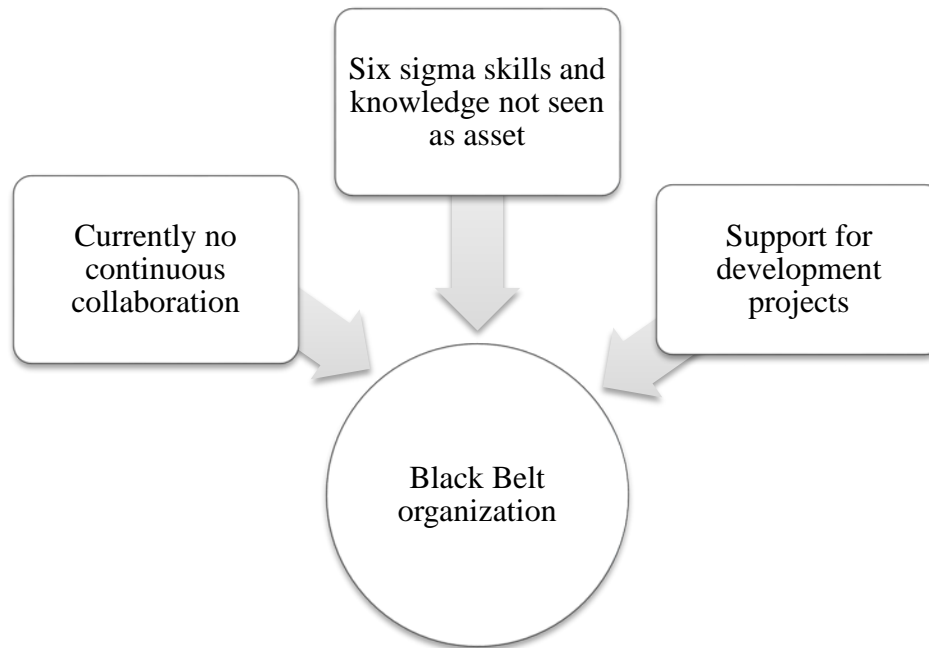 Six sigma skills and
knowledge not seen
as asset
Currently no
continuous
collaboration
Support for
development
projects
Black Belt
organization